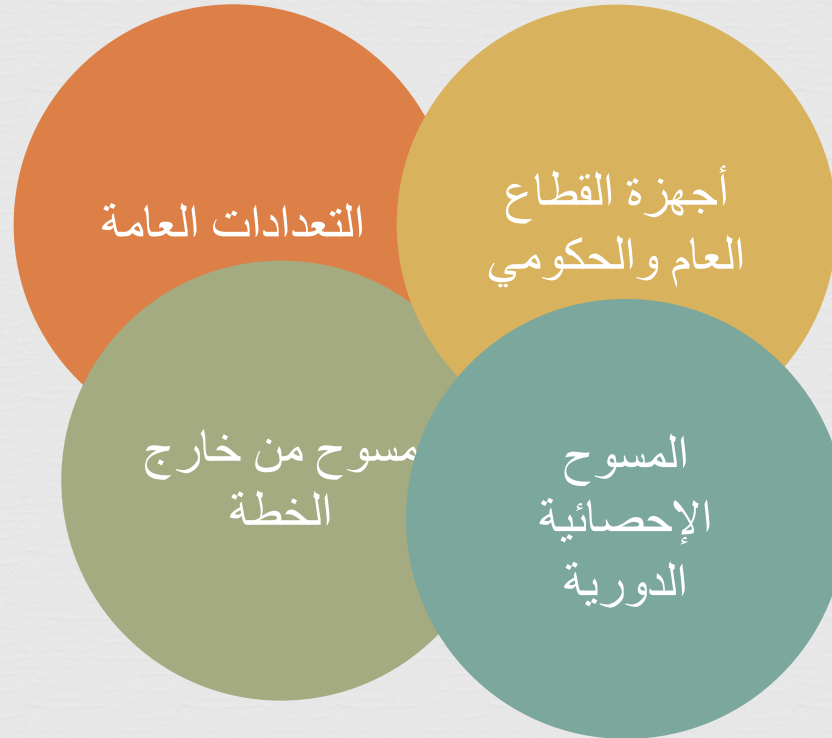 أجهزة القطاع
العام والحكومي
التعدادات العامة
المسوح
الإحصائية
الدورية
مسوح من خارج
الخطة